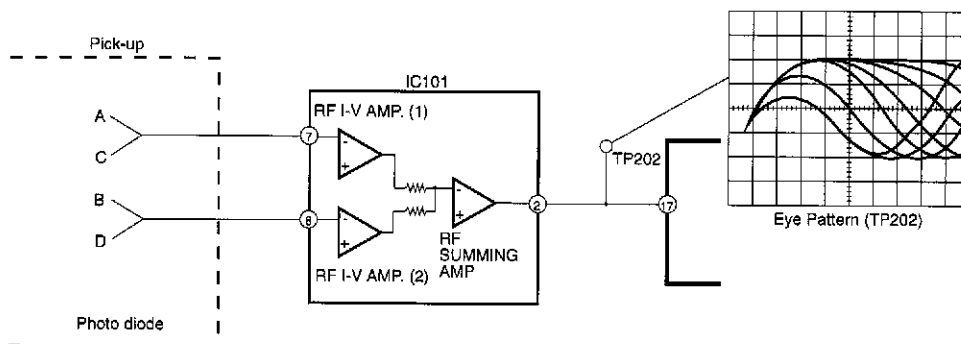 Pick-up
IC101
RF I-V AMP. (1)
A
C
7
TP202
B
D
8
2
17
RF
SUMMING
AMP
RF I-V AMP. (2)
Photo diode
Eye Pattern (TP202)